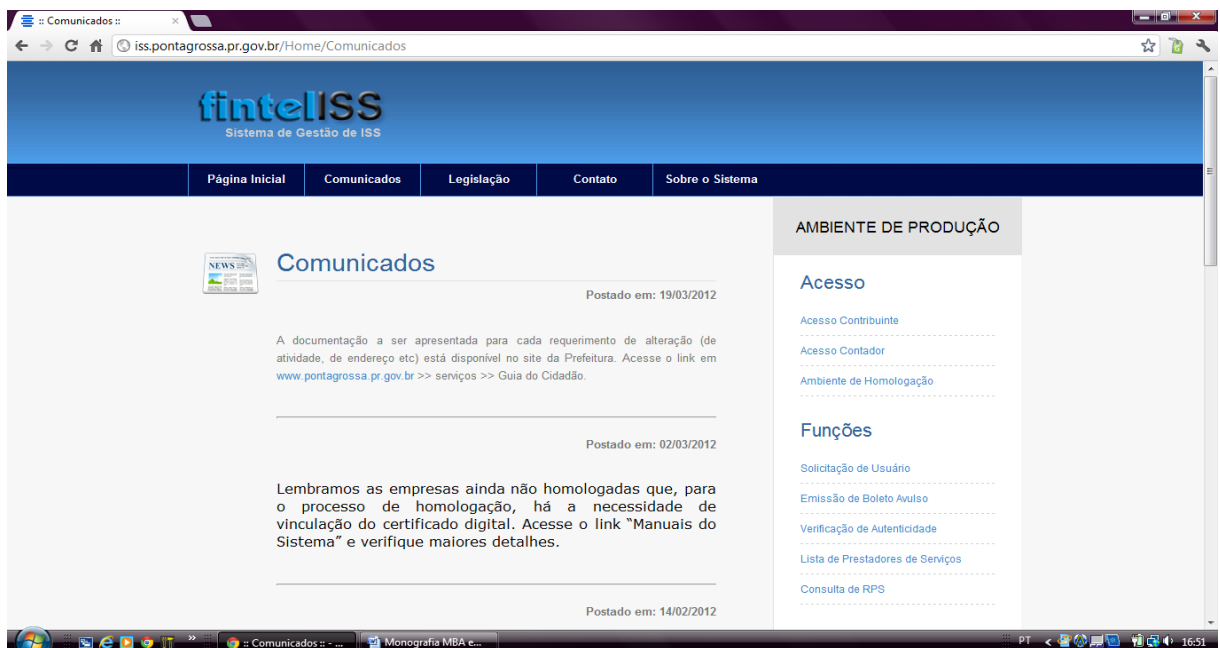 :: Comunicados ::
iss.pontagrossa.pr.gov.br/Home/Comunicados
fintelISS
Sistema de Gestão de ISS
Página Inicial Comunicados Legislação Contato Sobre o Sistema
AMBIENTE DE PRODUÇÃO
NEWS
Comunicados
Postado em: 19/03/2012
A documentação a ser apresentada para cada requerimento de alteração (de
atividade, de endereço etc) está disponível no site da Prefeitura. Acesse o link em
www.pontagrossa.pr.gov.br >> serviços >> Guia do Cidadão.
Postado em: 02/03/2012
Lembramos as empresas ainda não homologadas que, para
o processo de homologação, há a necessidade de
vinculação do certificado digital. Acesse o link "Manuais do
Sistema" e verifique maiores detalhes.
Postado em: 14/02/2012
Acesso
Acesso Contribuinte
Acesso Contador
Ambiente de Homologação
Funções
Solicitação de Usuário
Emissão de Boleto Avulso
Verificação de Autenticidade
Lista de Prestadores de Serviços
Consulta de RPS
:: Comunicados :: - ... Monografia MBA e... PT 16:51